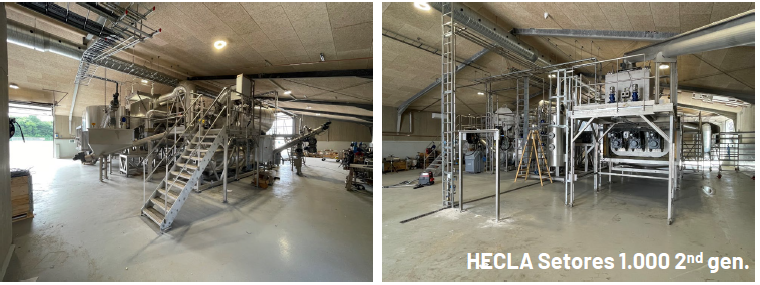 HECLA Setores 1.000 2nd gen.